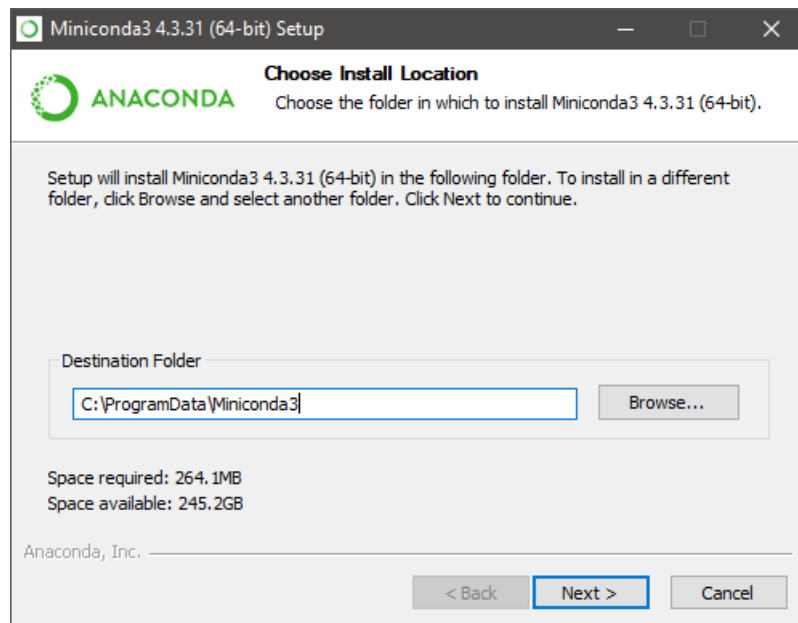 Miniconda3 4.3.31 (64-bit) Setup
ANACONDA
Choose Install Location
Choose the folder in which to install Miniconda3 4.3.31 (64-bit).
Setup will install Miniconda3 4.3.31 (64-bit) in the following folder. To install in a different
folder, click Browse and select another folder. Click Next to continue.
Destination Folder
C:\ProgramData\Miniconda3
Browse...
Space required: 264.1MB
Space available: 245.2GB
Anaconda, Inc.
< Back
Next >
Cancel